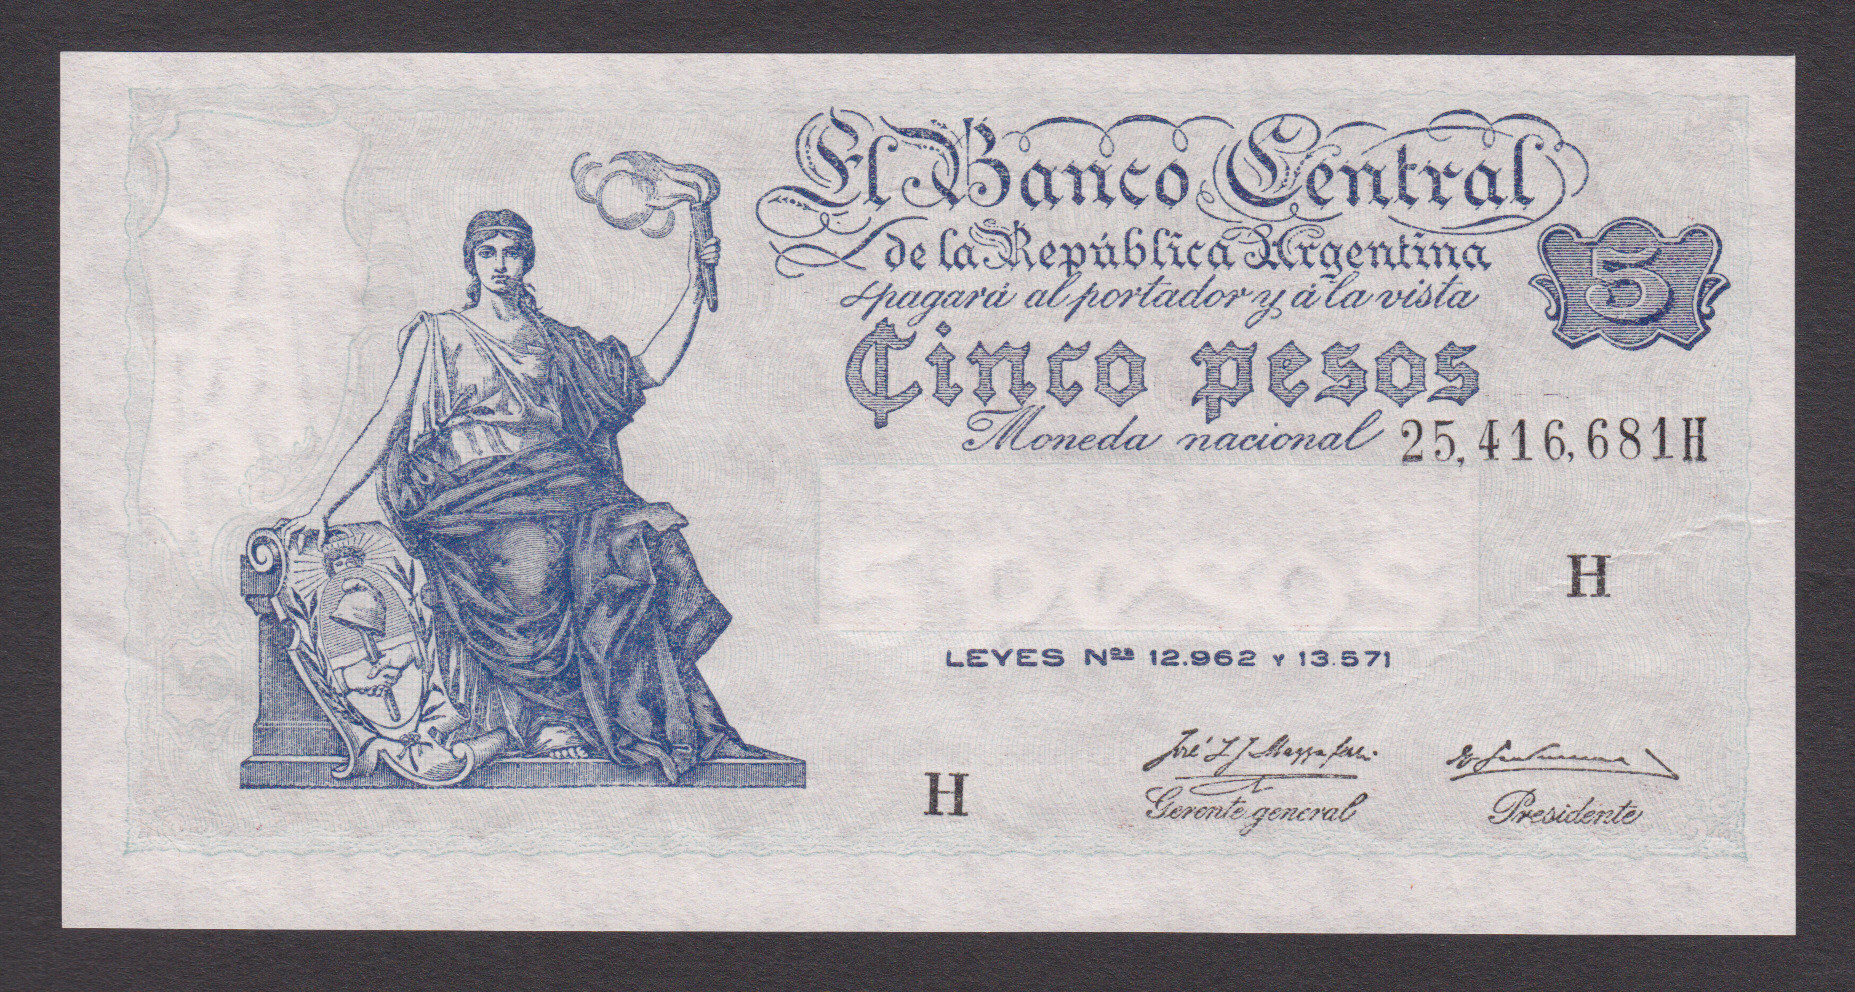 El Banco Central
de la República Argentina
5
pagará al portador y á la vista
Cinco pesos
Moneda nacional 25,416,681H
H
LEYES Nos 12.962 Y 13.571
H
Gerente general
Presidente